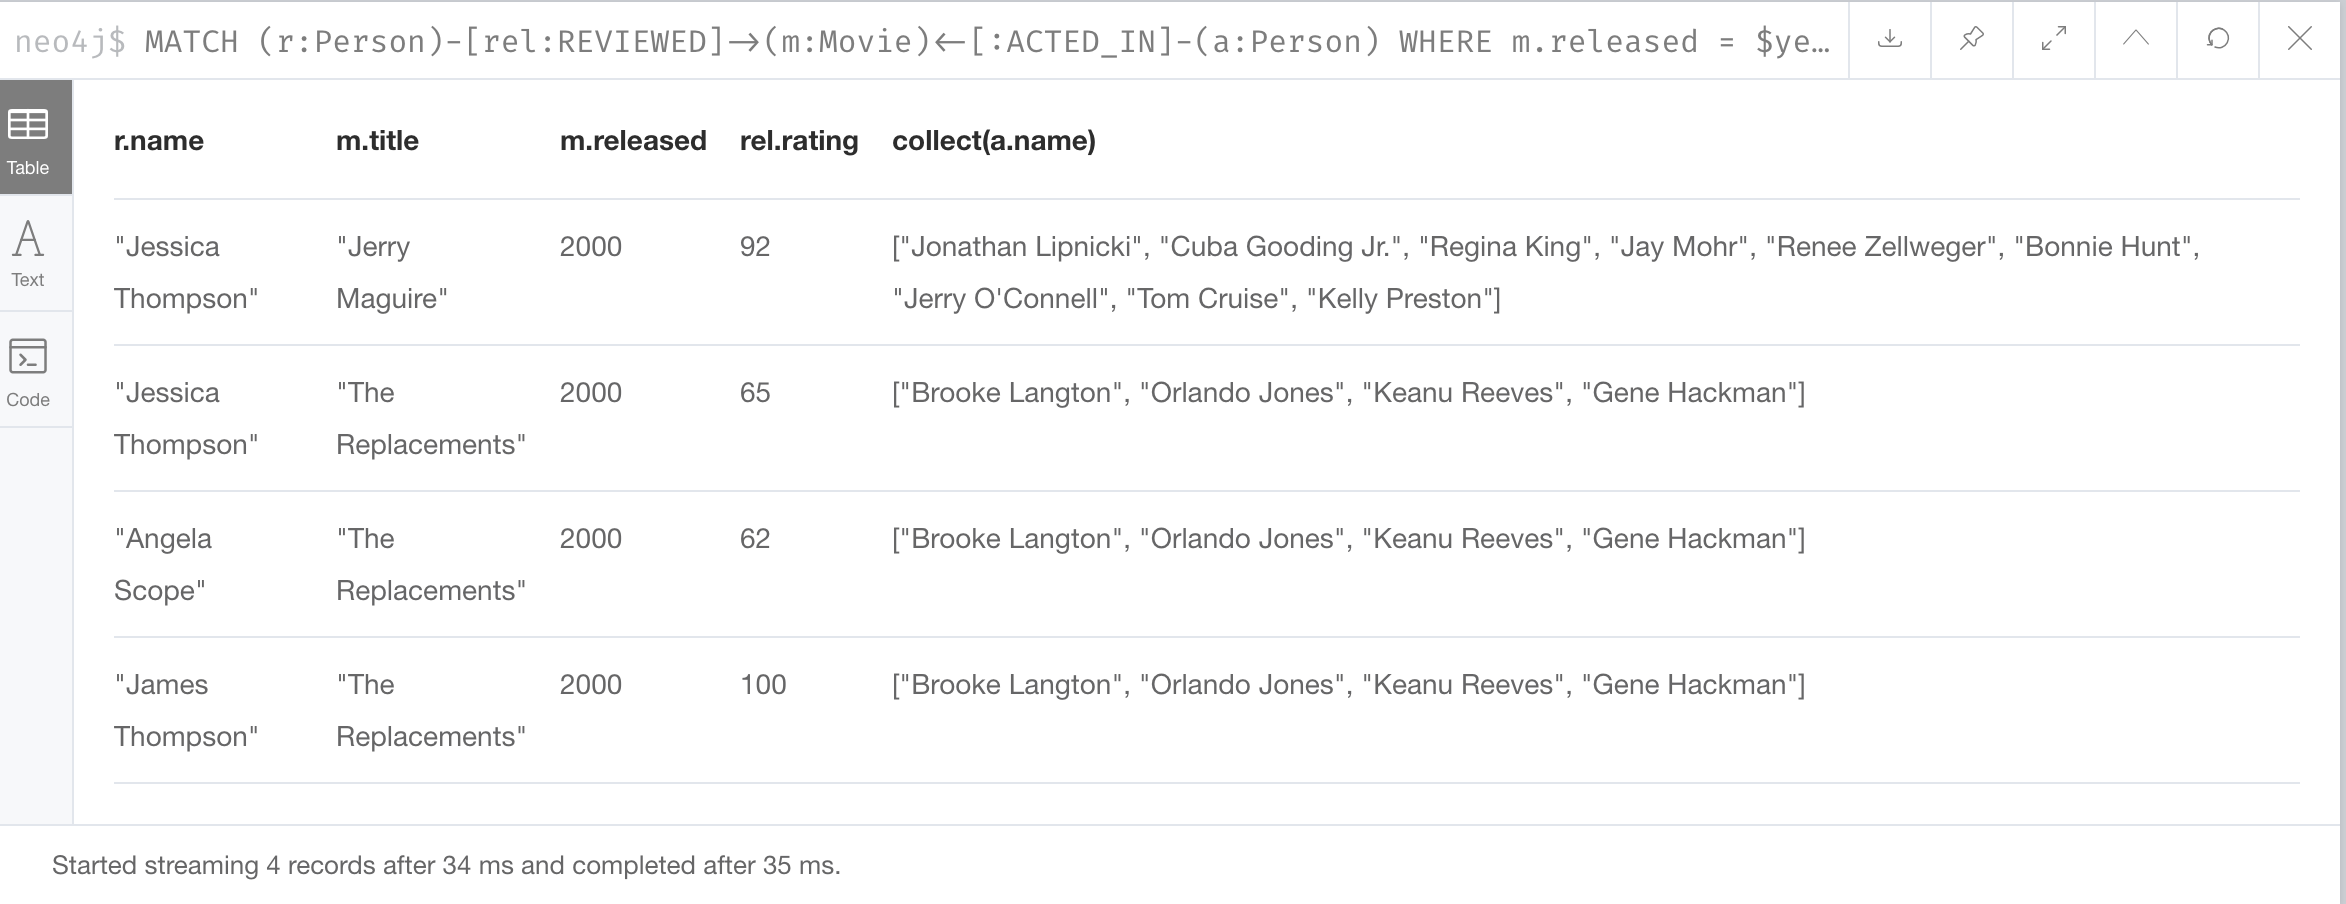 neo4j$ MATCH (r:Person)-[rel:REVIEWED]→(m:Movie)←[:ACTED_IN]-(a:Person) WHERE m.released = $ye…
Table
Text
Code
r.name m.title m.released rel.rating collect(a.name)
"Jessica "Jerry 2000 92 ["Jonathan Lipnicki", "Cuba Gooding Jr.", "Regina King", "Jay Mohr", "Renee Zellweger", "Bonnie Hunt",
Thompson" Maguire" "Jerry O'Connell", "Tom Cruise", "Kelly Preston"]
"Jessica "The 2000 65 ["Brooke Langton", "Orlando Jones", "Keanu Reeves", "Gene Hackman"]
Thompson" Replacements"
"Angela "The 2000 62 ["Brooke Langton", "Orlando Jones", "Keanu Reeves", "Gene Hackman"]
Scope" Replacements"
"James "The 2000 100 ["Brooke Langton", "Orlando Jones", "Keanu Reeves", "Gene Hackman"]
Thompson" Replacements"
Started streaming 4 records after 34 ms and completed after 35 ms.